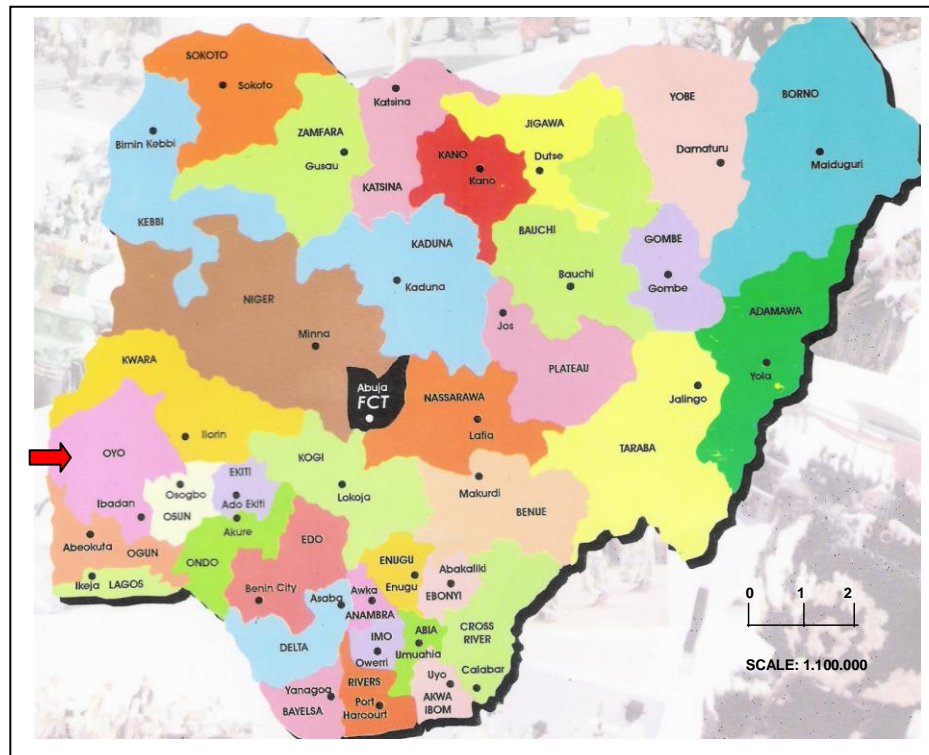 SOKOTO
Sokoto
Katsina
YOBE
BORNO
JIGAWA
Birnin Kebbi
ZAMFARA
Gusau
KANO
Kano
Dutse
Damaturu
Maiduguri
KATSINA
KEBBI
KADUNA
BAUCHI
GOMBE
Kaduna
Bauchi
Gombe
NIGER
Jos
ADAMAWA
Minna
KWARA
PLATEAU
Yola
Abuja
FCT
NASSARAWA
Jalingo
Ilorin
Lafia
OYO
KOGI
TARABA
EKITI
Osogbo
Ado Ekiti
Lokoja
Makurdi
Ibadan
OSUN
BENUE
Akure
Abeokuta
OGUN
EDO
ONDO
ENUGU
Abakaliki
Ikeja
LAGOS
Enugu
EBONYI
Benin City
Asaba
Awka
ANAMBRA
CROSS
RIVER
ABIA
IMO
DELTA
Umuahia
Owerri
Calabar
RIVERS
Uyo
Yanagoa
BAYELSA
Port
Harcourt
AKWA
IBOM
0 1 2
SCALE: 1.100.000